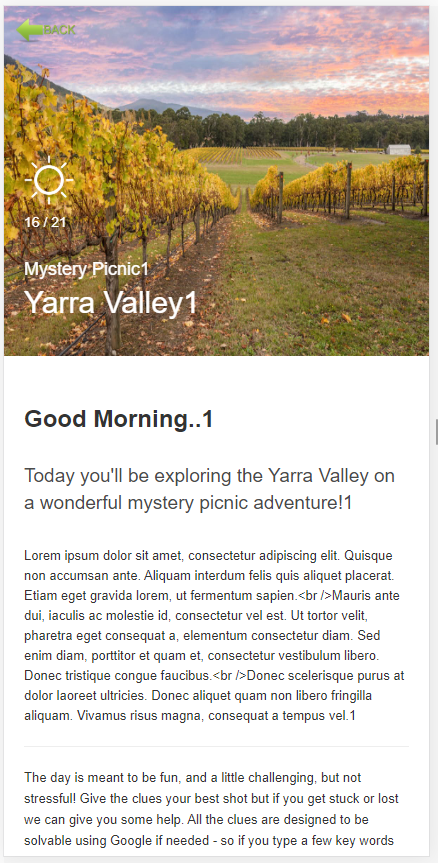 BACK
16 / 21
Mystery Picnic1
Yarra Valley1
Good Morning..1
Today you'll be exploring the Yarra Valley on
a wonderful mystery picnic adventure!1
Lorem ipsum dolor sit amet, consectetur adipiscing elit. Quisque
non accumsan ante. Aliquam interdum felis quis aliquet placerat.
Etiam eget gravida lorem, ut fermentum sapien.<br />Mauris ante
dui, iaculis ac molestie id, consectetur vel est. Ut tortor velit,
pharetra eget consequat a, elementum consectetur diam. Sed
enim diam, porttitor et quam et, consectetur vestibulum libero.
Donec tristique congue faucibus.<br />Donec scelerisque purus at
dolor laoreet ultricies. Donec aliquet quam non libero fringilla
aliquam. Vivamus risus magna, consequat a tempus vel.1
The day is meant to be fun, and a little challenging, but not
stressful! Give the clues your best shot but if you get stuck or lost
we can give you some help. All the clues are designed to be
solvable using Google if needed - so if you type a few key words